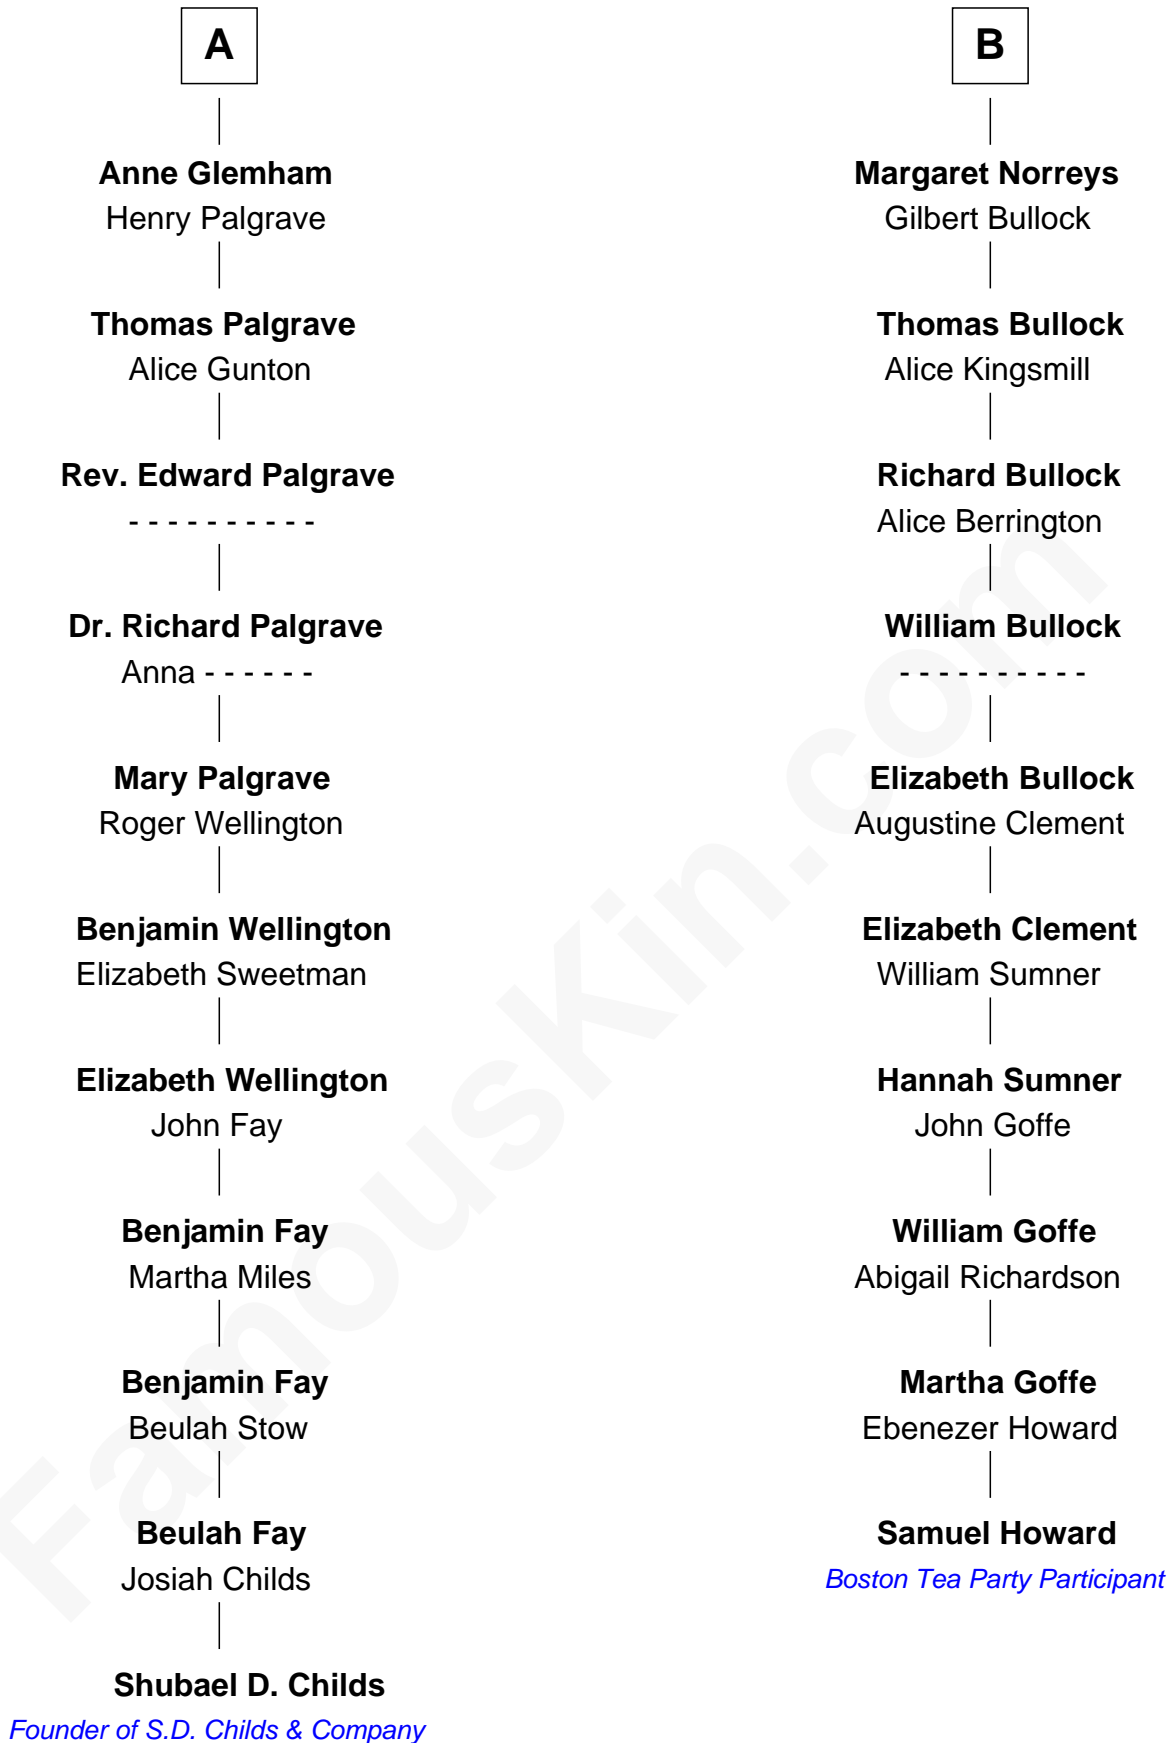 A
Anne Glemham
Henry Palgrave
Thomas Palgrave
Alice Gunton
Rev. Edward Palgrave
- - - - - - - - - -
Dr. Richard Palgrave
Anna - - - - - -
Mary Palgrave
Roger Wellington
Benjamin Wellington
Elizabeth Sweetman
Elizabeth Wellington
John Fay
Benjamin Fay
Martha Miles
Benjamin Fay
Beulah Stow
Beulah Fay
Josiah Childs
Shubael D. Childs
Founder of S.D. Childs & Company
B
Margaret Norreys
Gilbert Bullock
Thomas Bullock
Alice Kingsmill
Richard Bullock
Alice Berrington
William Bullock
- - - - - - - - - -
Elizabeth Bullock
Augustine Clement
Elizabeth Clement
William Sumner
Hannah Sumner
John Goffe
William Goffe
Abigail Richardson
Martha Goffe
Ebenezer Howard
Samuel Howard
Boston Tea Party Participant
FamousKin.com